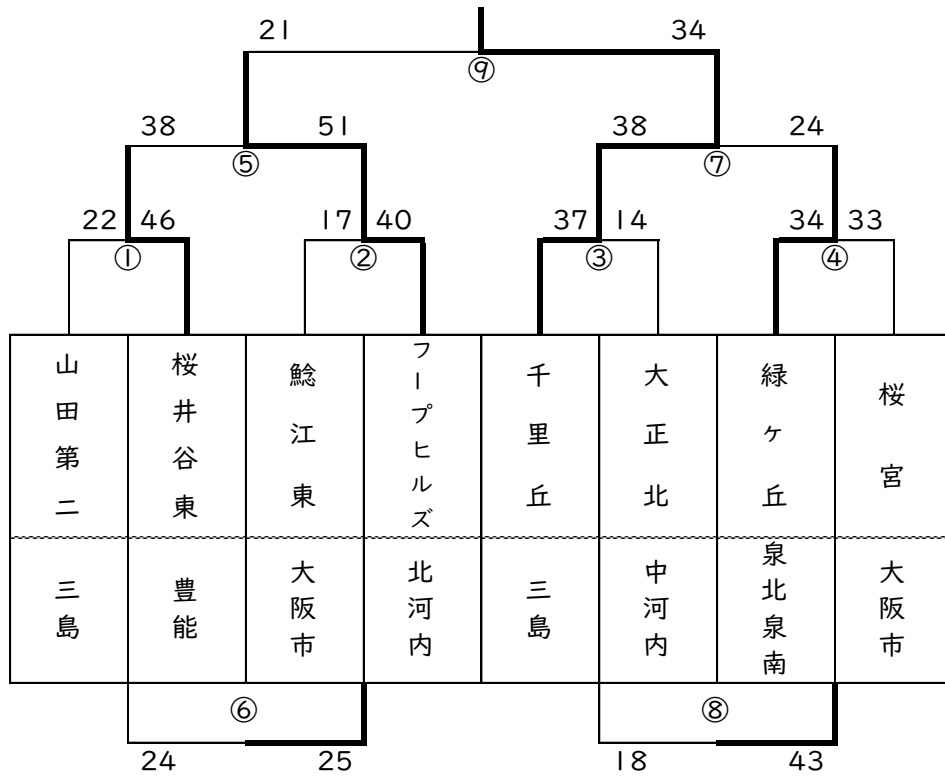 21 34
⑨
38 51 38 24
⑤ ⑦
22 46 17 40 37 14 34 33
① ② ③ ④
山田第二
桜井谷東
鯰江東
フープヒルズ
千里丘
大正北
緑ヶ丘
桜宮
三島
豊能
大阪市
北河内
三島
中河内
泉北泉南
大阪市
⑥ ⑧
24 25 18 43